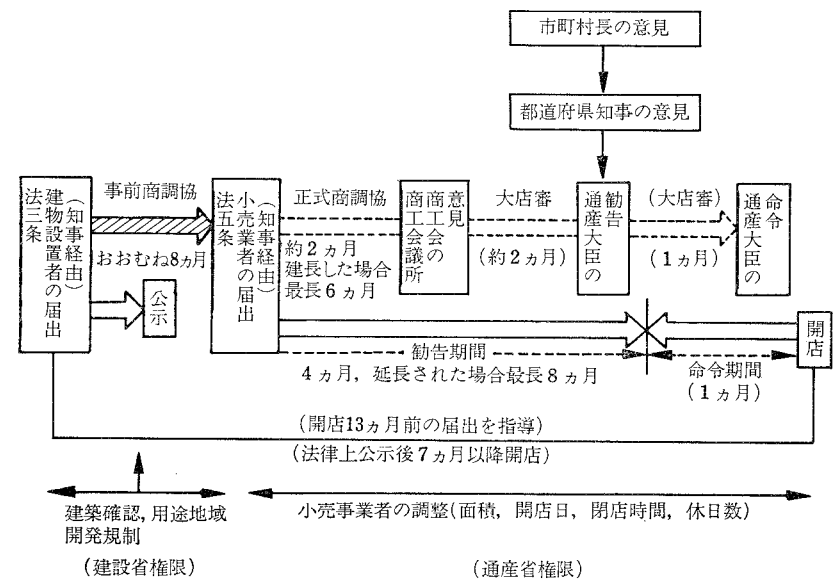 市町村長の意見
都道府県知事の意見
法三条
建物設置者の届出
(知事経由)
事前商調協
おおむね8ヵ月
公示
法五条
小売業者の届出
(知事経由)
正式商調協
約2ヵ月
建長した場合
最長6ヵ月
商工会議所
商工会の
意見
大店審
(約2ヵ月)
通産大臣の
勧告
(大店審)
(1ヵ月)
通産大臣の
命令
開店
勧告期間
4ヵ月,延長された場合最長8ヵ月
命令期間
(1ヵ月)
(開店13ヵ月前の届出を指導)
(法律上公示後7ヵ月以降開店)
建築確認,用途地域
開発規制
(建設省権限)
小売事業者の調整(面積,開店日,閉店時間,休日数)
(通産省権限)